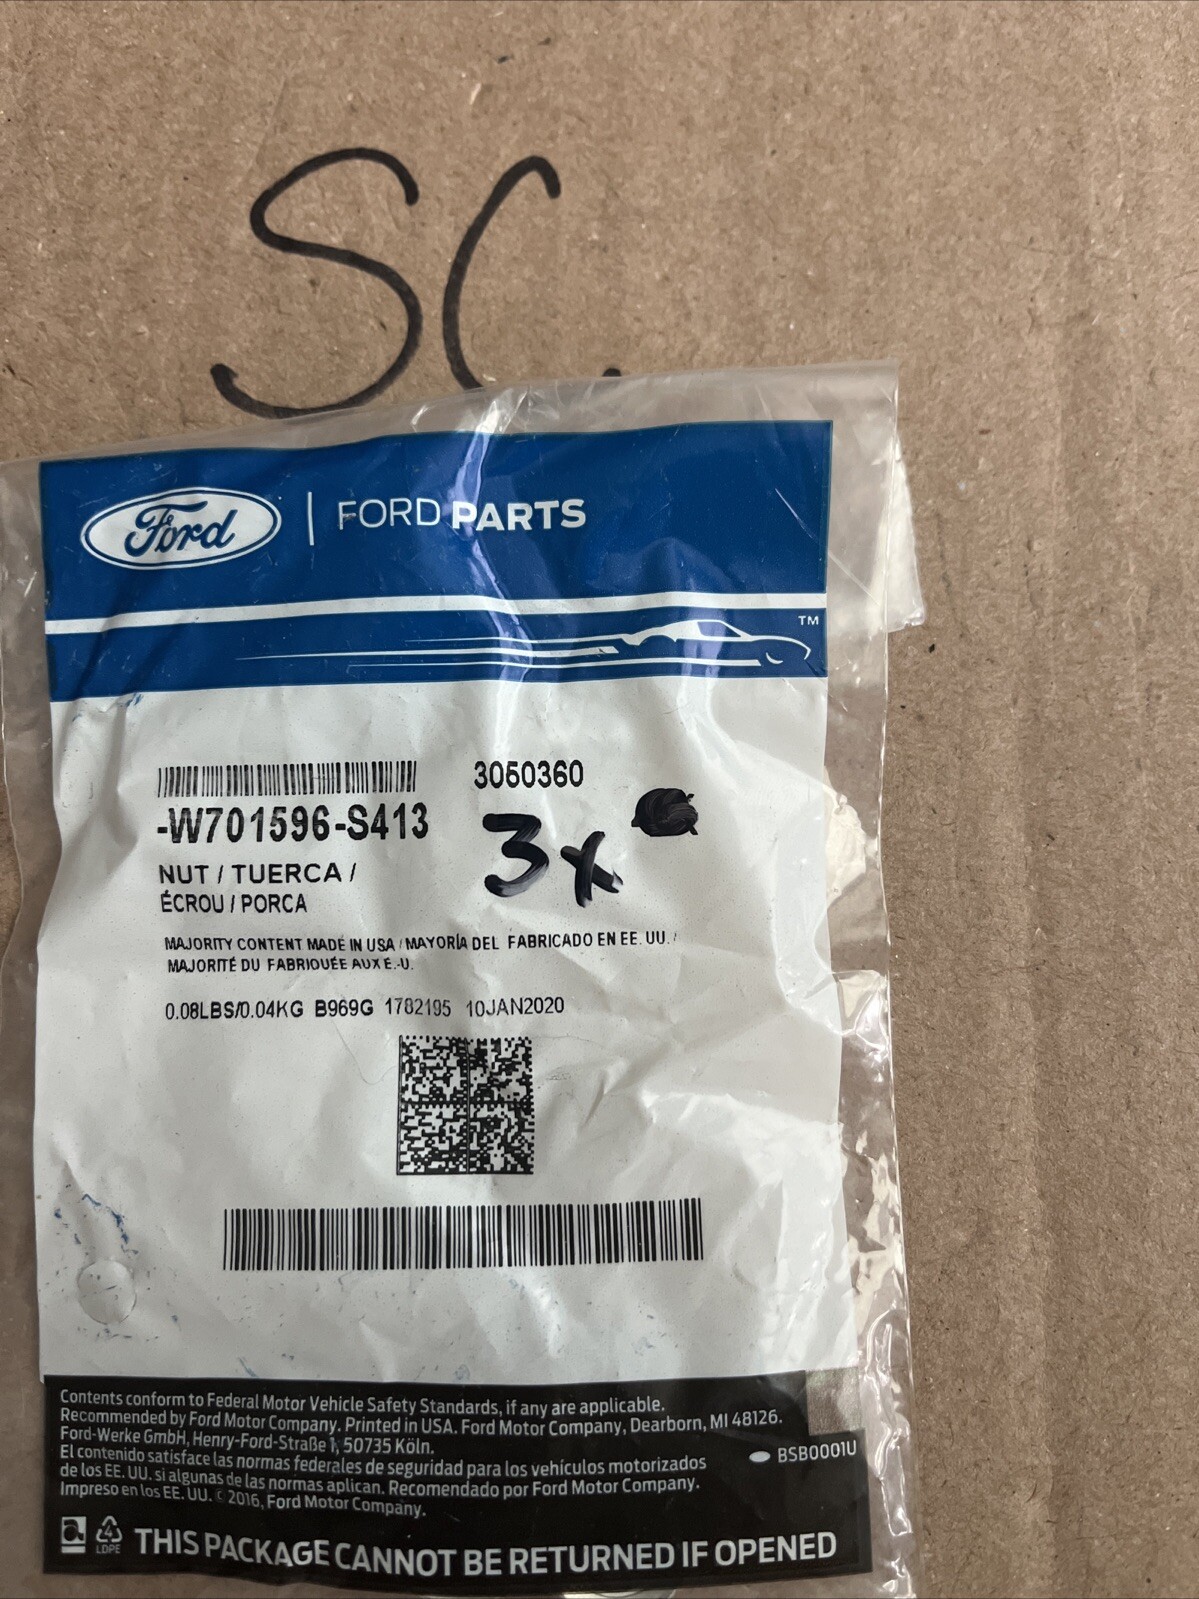 SC.
Ford | FORD PARTS
TM
3050360
-W701596-S413
3x
NUT / TUERCA /
ÉCROU / PORCA
MAJORITY CONTENT MADE IN USA / MAYORÍA DEL FABRICADO EN EE. UU. /
MAJORITÉ DU FABRIQUÉE AUX E.-U.
0.08LBS/0.04KG B969G 1782195 10JAN2020
Contents conform to Federal Motor Vehicle Safety Standards, if any are applicable.
Recommended by Ford Motor Company. Printed in USA. Ford Motor Company, Dearborn, MI 48126.
Ford-Werke GmbH, Henry-Ford-Straße 1, 50735 Köln.
El contenido satisface las normas federales de seguridad para los vehículos motorizados
de los EE. UU. si algunas de las normas aplican. Recomendado por Ford Motor Company.
Impreso en los EE. UU. © 2016, Ford Motor Company.
BSB0001U
4
LDPE
THIS PACKAGE CANNOT BE RETURNED IF OPENED